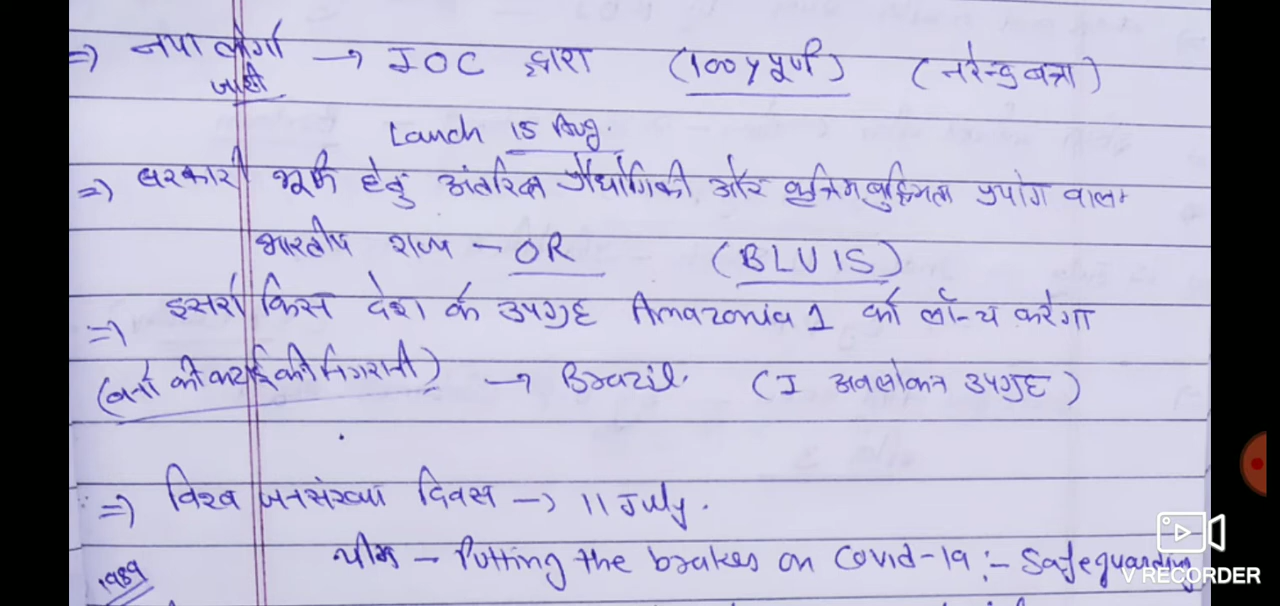 => नया लोगो → IOC द्वारा (100 y पूर्ण) (नरेन्द्र बत्रा)
जारी
Lanch 15 Aug.
=> सरकारी भूमि हेतु अंतरिक्ष प्रौद्योगिकी और कृत्रिम बुद्धिमता प्रयोग वाला
भारतीय राज्य - OR (BLUIS)
=> इसरो किस देश के उपग्रह Amazonia 1 को लॉन्च करेगा
(वनों की कटाई की निगरानी) → Brazil. (I अवलोकन उपग्रह)
=> विश्व जनसंख्या दिवस → 11 July.
थीम - Putting the brakes on Covid-19 :- Safeguarding
1989
V RECORDER